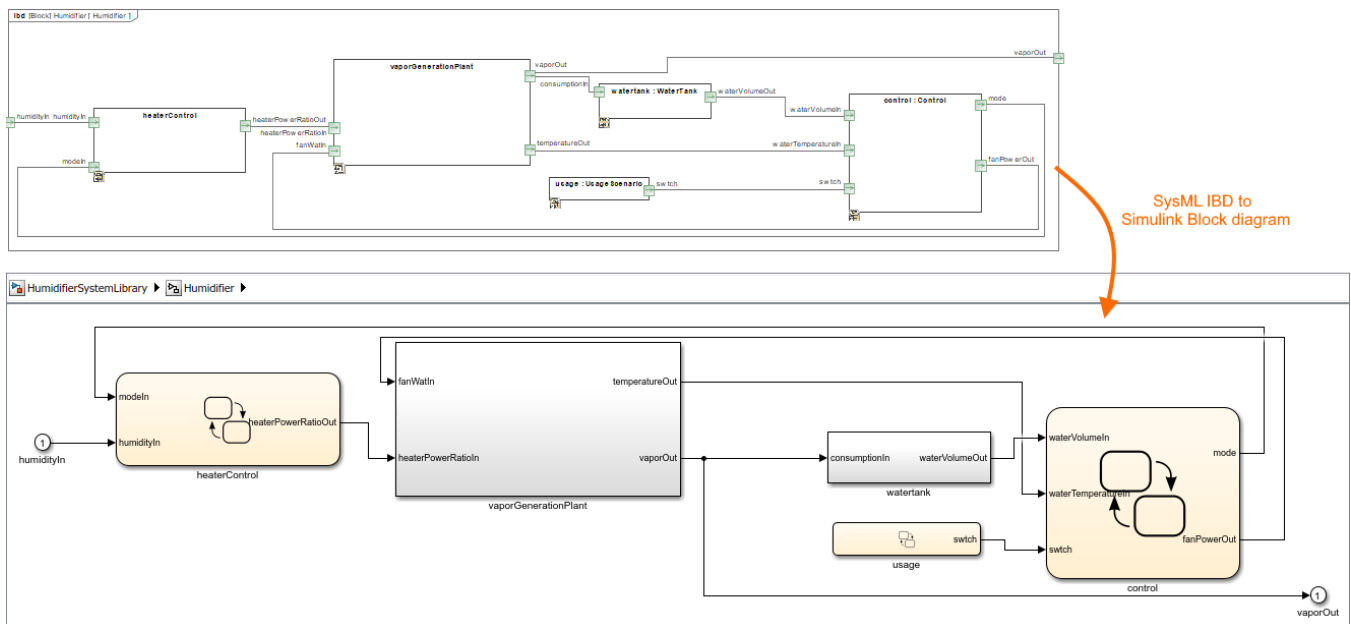 ibd [Block] Humidifier [ Humidifier ]
vaporOut
vaporGenerationPlant
vaporOut
consumptionIn
watertank : WaterTank
waterVolumeOut
control : Control
mode
waterVolumeIn
humidityIn humidityIn
heaterControl
heaterPowerRatioOut
heaterPowerRatioIn
fanWatIn
temperatureOut
waterTemperatureIn
fanPowerOut
modeIn
usage : UsageScenario
swtch
swtch
SysML IBD to
Simulink Block diagram
HumidifierSystemLibrary
Humidifier
modeIn
heaterPowerRatioOut
humidityIn
1
humidityIn
heaterControl
fanWatIn
temperatureOut
heaterPowerRatioIn
vaporOut
vaporGenerationPlant
consumptionIn
waterVolumeOut
watertank
swtch
usage
waterVolumeIn
mode
waterTemperatureIn
fanPowerOut
swtch
control
1
vaporOut